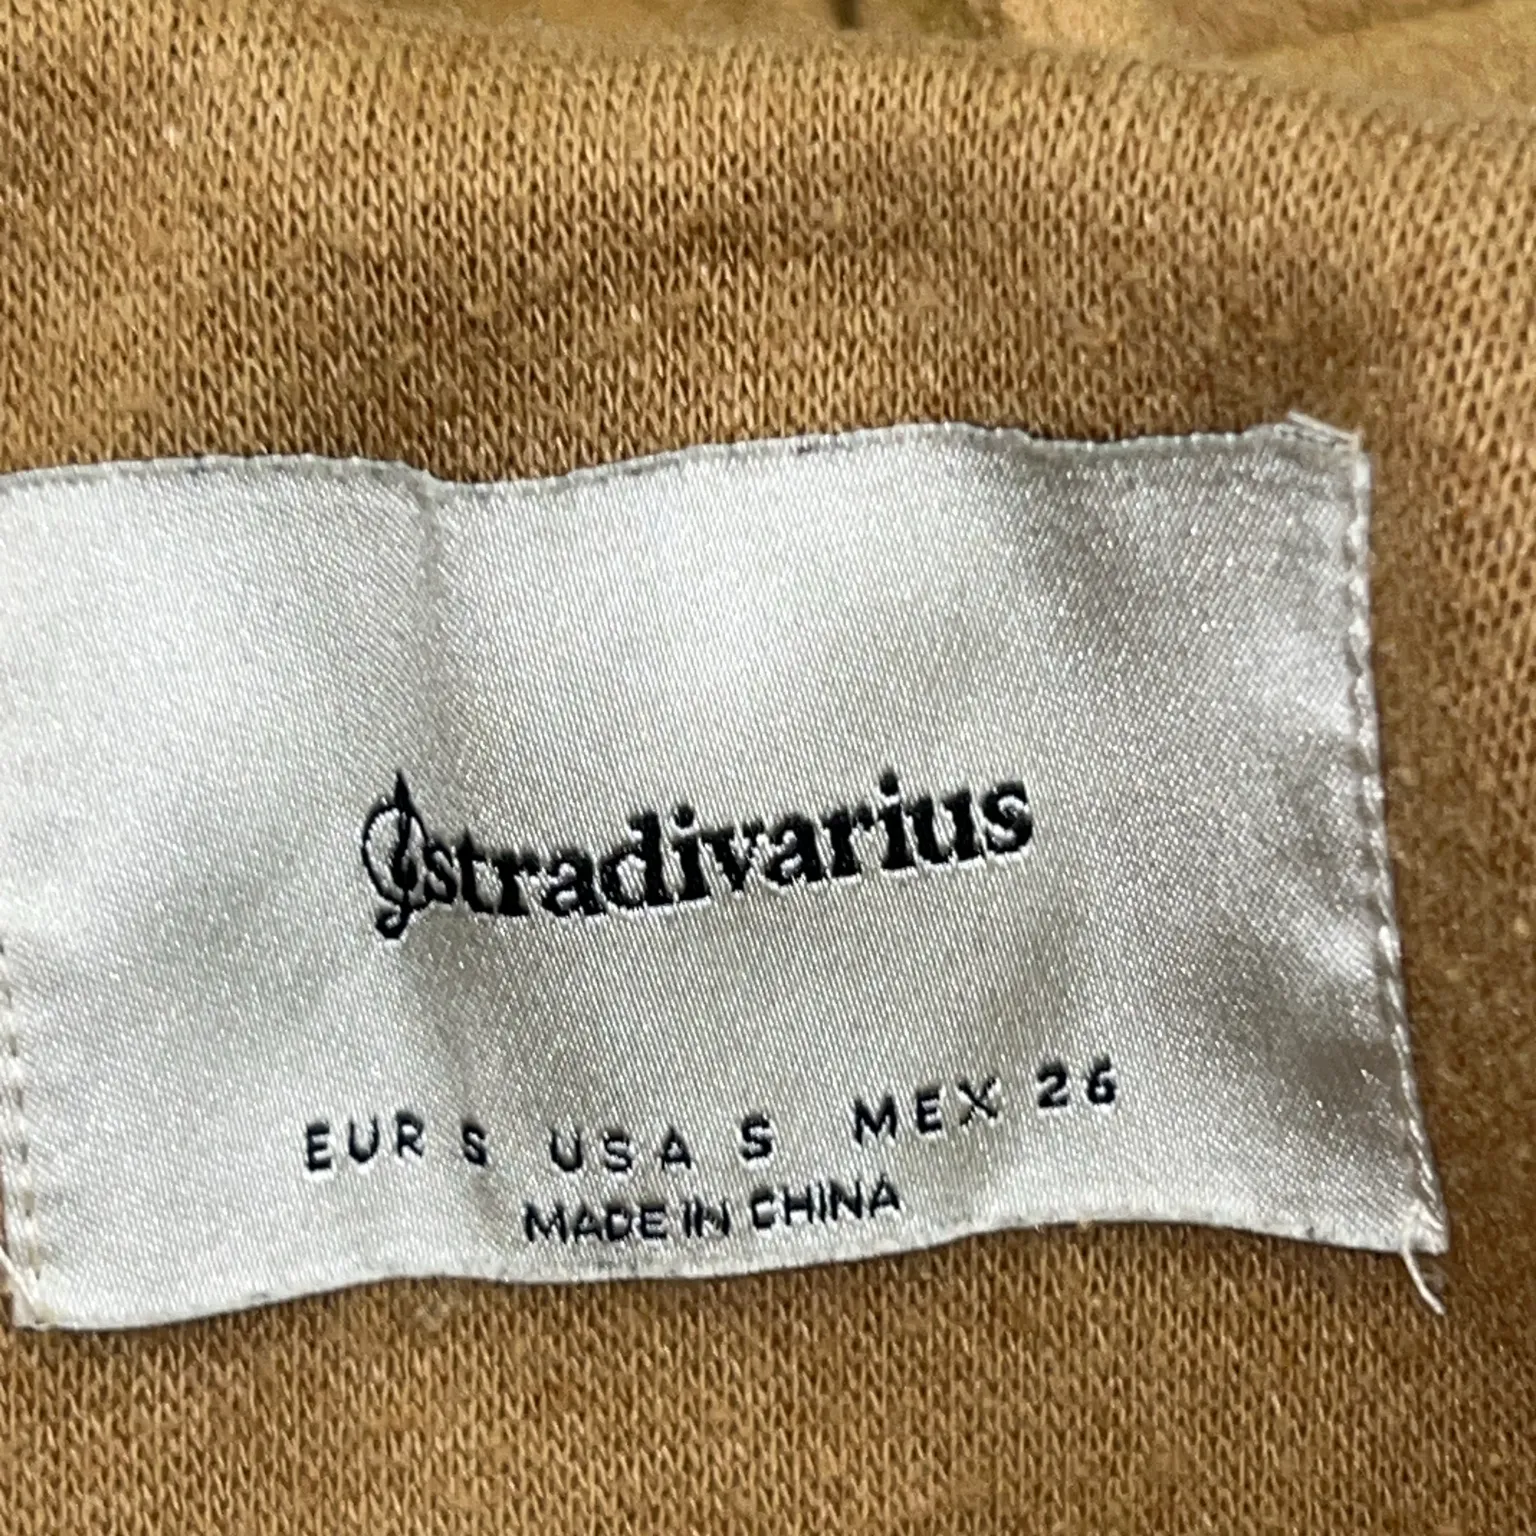 Stradivarius
EUR S USA S MEX 26
MADE IN CHINA